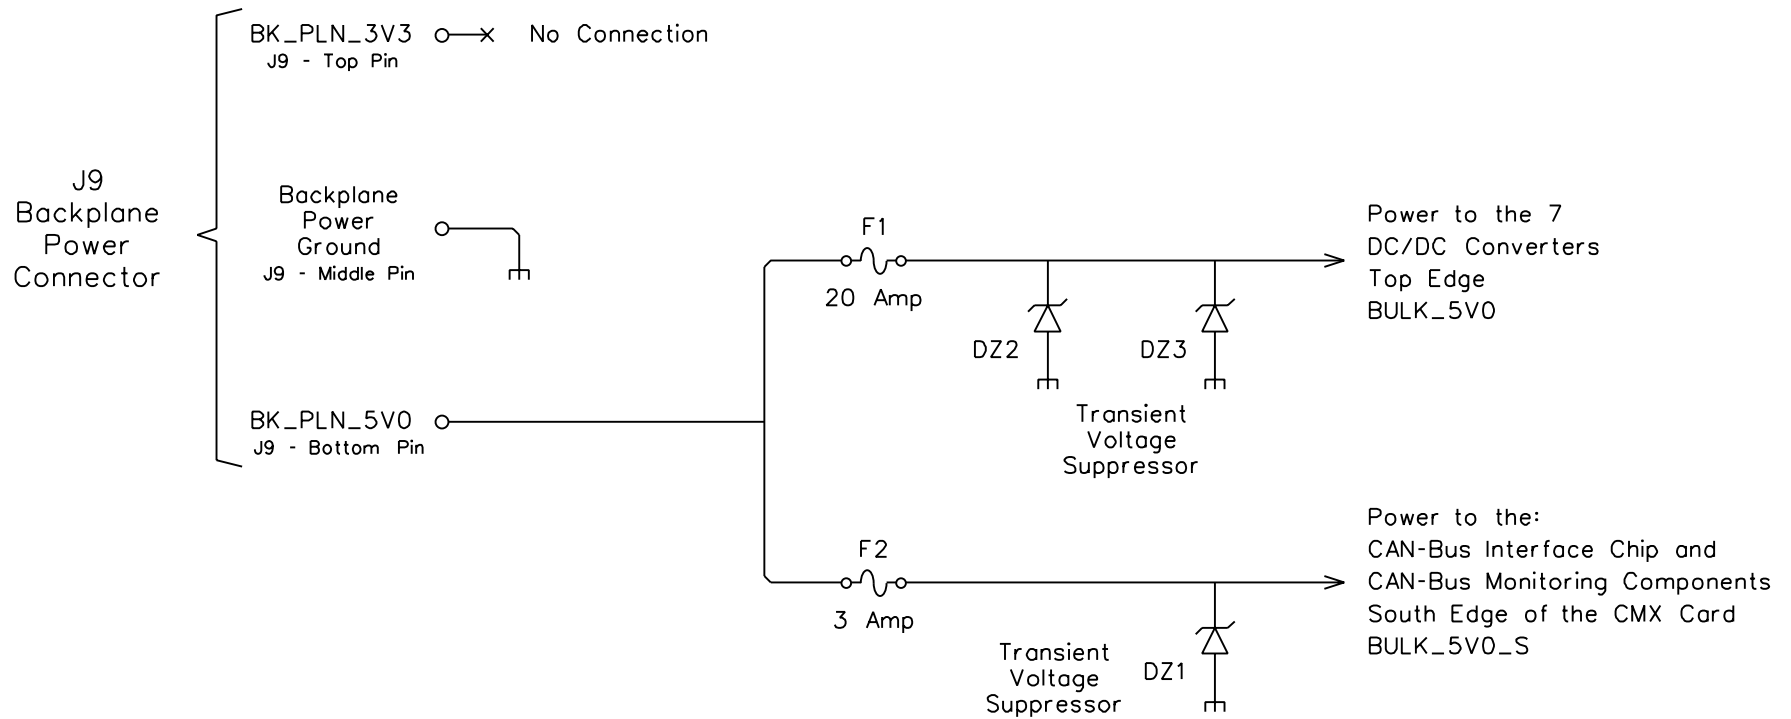 J9
Backplane
Power
Connector
BK_PLN_3V3
J9 - Top Pin
No Connection
Backplane
Power
Ground
J9 - Middle Pin
BK_PLN_5V0
J9 - Bottom Pin
F1
20 Amp
DZ2
DZ3
Transient
Voltage
Suppressor
Power to the 7
DC/DC Converters
Top Edge
BULK_5V0
F2
3 Amp
Transient
Voltage
Suppressor
DZ1
Power to the:
CAN-Bus Interface Chip and
CAN-Bus Monitoring Components
South Edge of the CMX Card
BULK_5V0_S